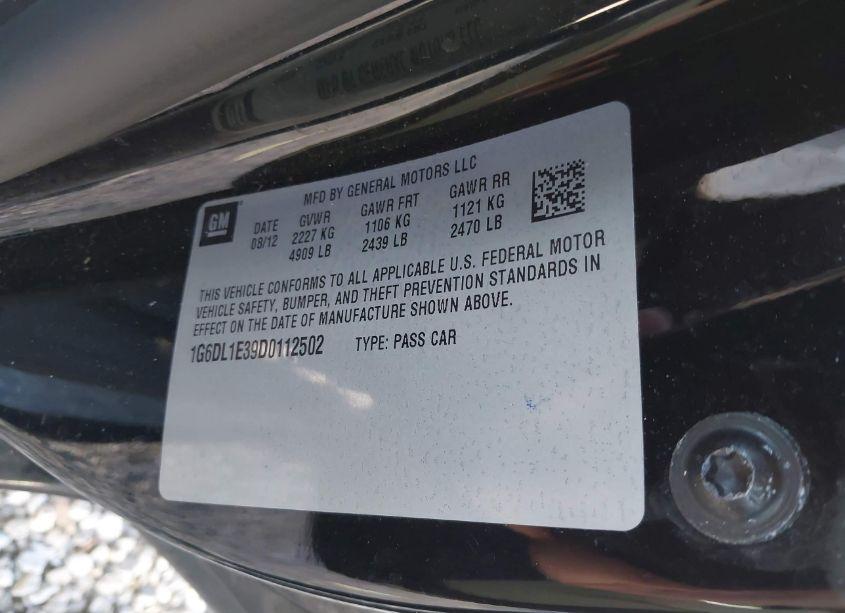 MFD BY GENERAL MOTORS LLC
GM
DATE GVWR GAWR FRT GAWR RR
08/12 2227 KG 1106 KG 1121 KG
4909 LB 2439 LB 2470 LB
THIS VEHICLE CONFORMS TO ALL APPLICABLE U.S. FEDERAL MOTOR
VEHICLE SAFETY, BUMPER, AND THEFT PREVENTION STANDARDS IN
EFFECT ON THE DATE OF MANUFACTURE SHOWN ABOVE.
1G6DL1E39D0112502 TYPE: PASS CAR